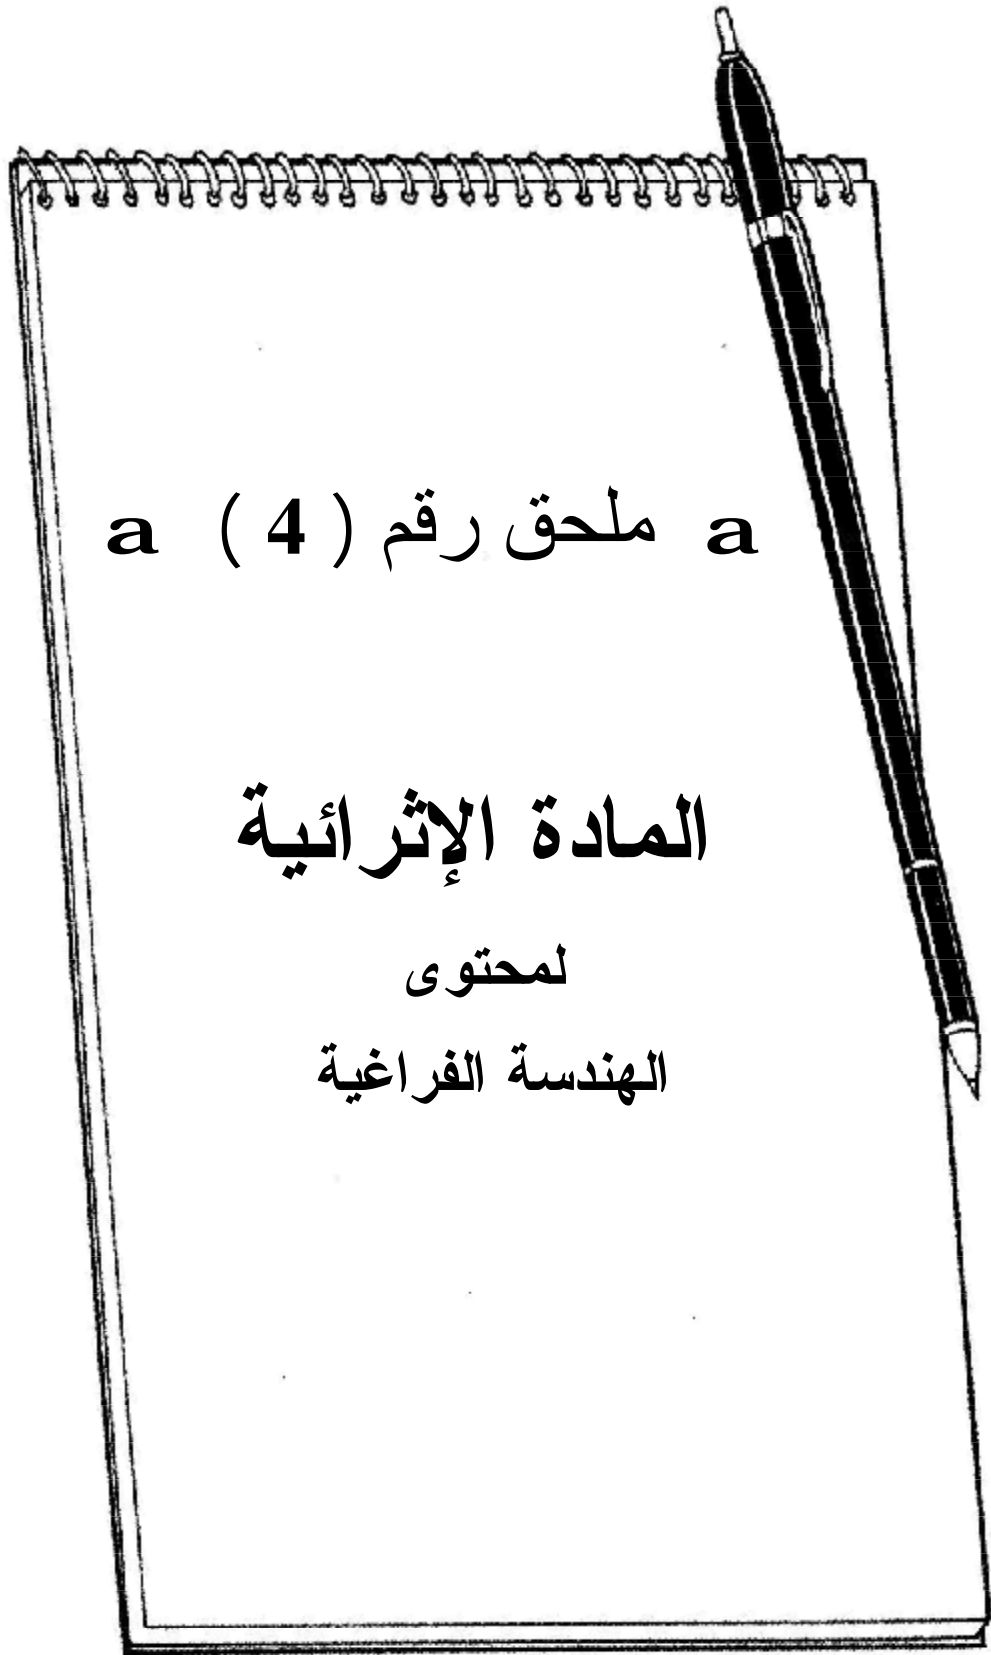 a ملحق رقم ( 4 ) a
المادة الإثرائية
لمحتوى
الهندسة الفراغية